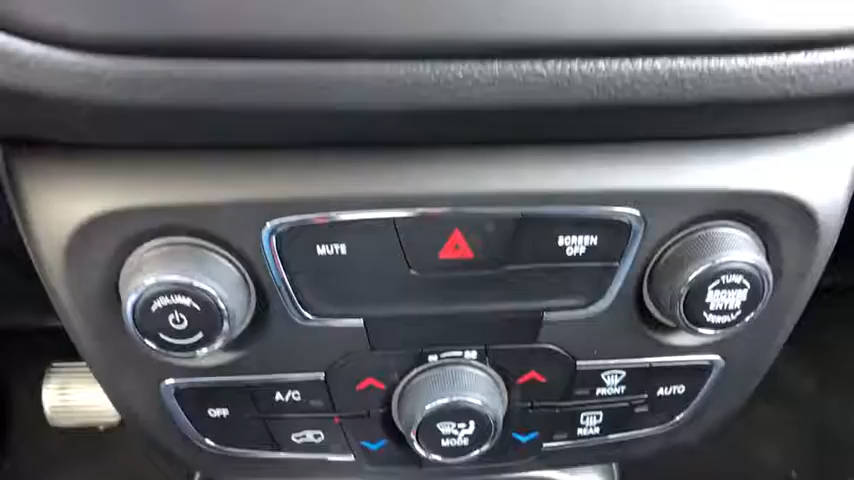 MUTE
SCREEN
OFF
VOLUME
TUNE
BROWSE
ENTER
SCROLL
OFF
A/C
MODE
FRONT
AUTO
REAR